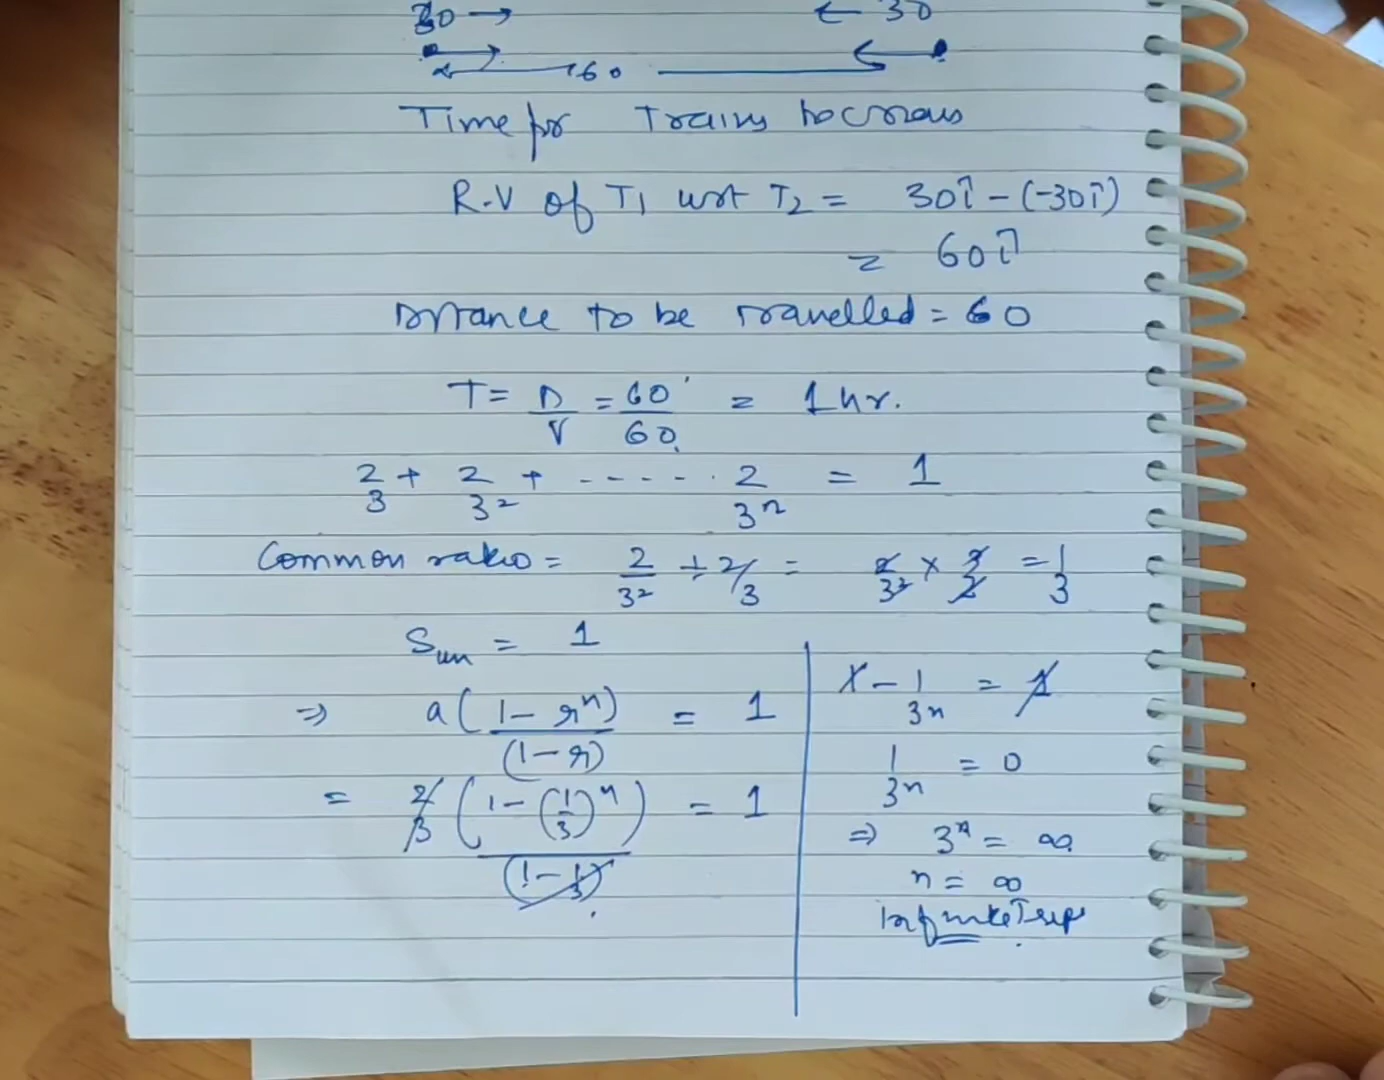 30 → ← 30
60
Time for Trains to cross
R.V of T₁ wrt T₂ = 30î - (-30î)
= 60î
Distance to be travelled = 60
T = D/V = 60/60 = 1 hr.
2/3 + 2/3² + ------ 2/3ⁿ = 1
Common ratio = 2/3² ÷ 2/3 = 2/3² × 3/2 = 1/3
Sum = 1
⇒ a((1 - rⁿ)/(1 - r)) = 1
= 2/3 ((1 - (1/3)ⁿ)/(1 - 1/3)) = 1
1 - 1/3ⁿ = 1
1/3ⁿ = 0
⇒ 3ⁿ = ∞
n = ∞
Infinite Trips